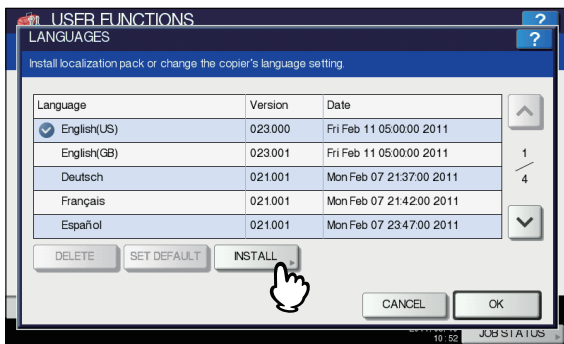 USER FUNCTIONS ?
LANGUAGES ?
Install localization pack or change the copier's language setting.
Language Version Date
English(US) 023.000 Fri Feb 11 05:00:00 2011
English(GB) 023.001 Fri Feb 11 05:00:00 2011
1
Deutsch 021.001 Mon Feb 07 21:37:00 2011
4
Français 021.001 Mon Feb 07 21:42:00 2011
Español 021.001 Mon Feb 07 23:47:00 2011
DELETE SET DEFAULT INSTALL
CANCEL OK
10:52 JOB STATUS